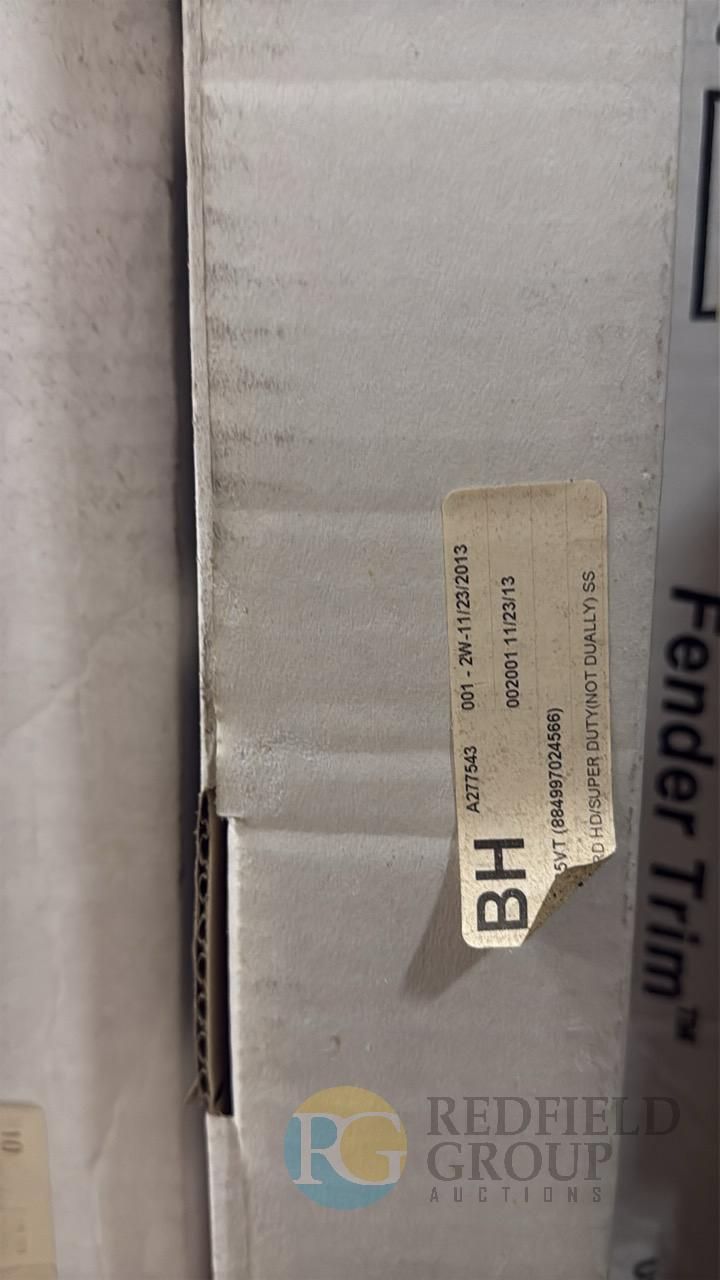 BH
A277543 001 - 2W-11/23/2013
002001 11/23/13
5VT (884997024566)
RD HD/SUPER DUTY(NOT DUALLY) SS
Fender Trim™
RG
REDFIELD
GROUP
AUCTIONS